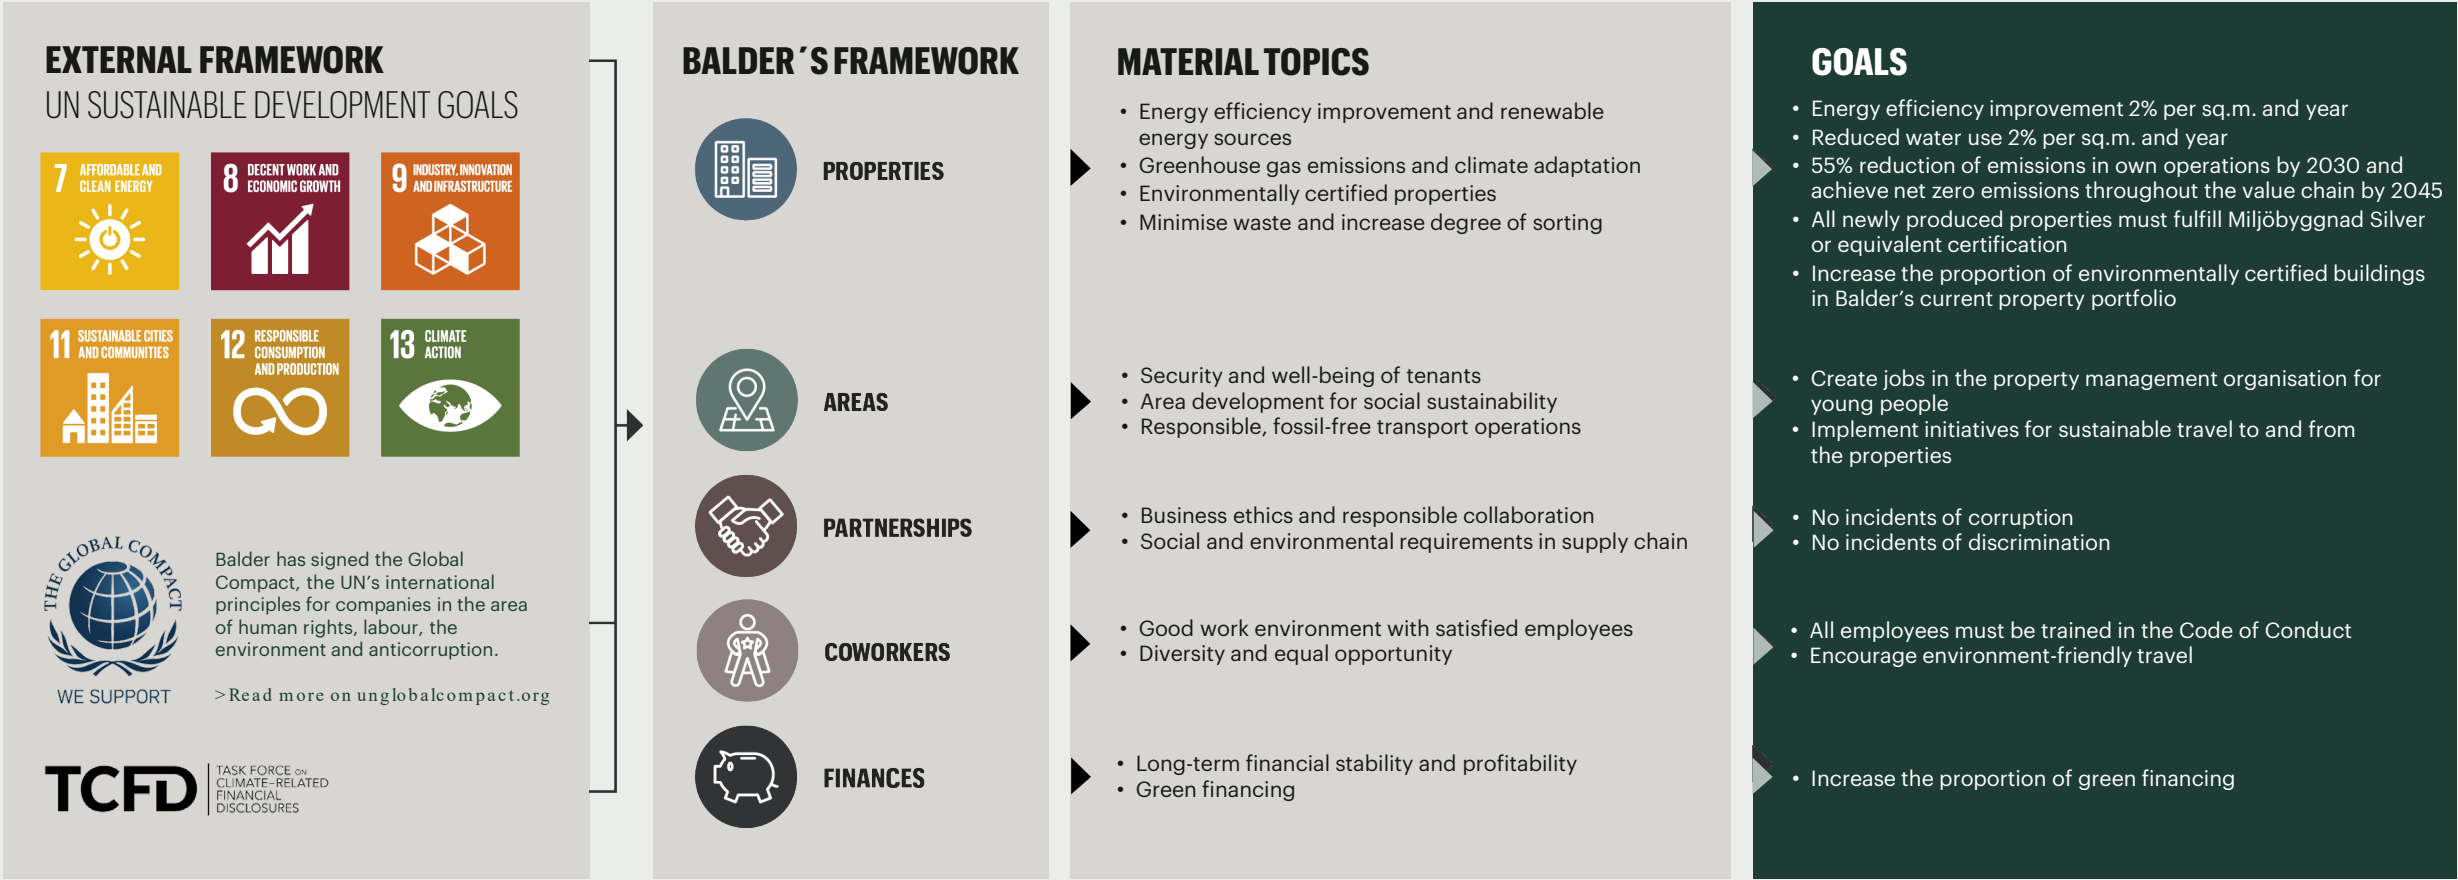 EXTERNAL FRAMEWORK
UN SUSTAINABLE DEVELOPMENT GOALS
7 AFFORDABLE AND
CLEAN ENERGY
8 DECENT WORK AND
ECONOMIC GROWTH
9 INDUSTRY, INNOVATION
AND INFRASTRUCTURE
11 SUSTAINABLE CITIES
AND COMMUNITIES
12 RESPONSIBLE
CONSUMPTION
AND PRODUCTION
13 CLIMATE
ACTION
THE GLOBAL COMPACT
WE SUPPORT
Balder has signed the Global
Compact, the UN’s international
principles for companies in the area
of human rights, labour, the
environment and anticorruption.
>Read more on unglobalcompact.org
TCFD
TASK FORCE ON
CLIMATE-RELATED
FINANCIAL
DISCLOSURES
BALDER´S FRAMEWORK
PROPERTIES
AREAS
PARTNERSHIPS
COWORKERS
FINANCES
MATERIAL TOPICS
• Energy efficiency improvement and renewable
energy sources
• Greenhouse gas emissions and climate adaptation
• Environmentally certified properties
• Minimise waste and increase degree of sorting
• Security and well-being of tenants
• Area development for social sustainability
• Responsible, fossil-free transport operations
• Business ethics and responsible collaboration
• Social and environmental requirements in supply chain
• Good work environment with satisfied employees
• Diversity and equal opportunity
• Long-term financial stability and profitability
• Green financing
GOALS
• Energy efficiency improvement 2% per sq.m. and year
• Reduced water use 2% per sq.m. and year
• 55% reduction of emissions in own operations by 2030 and
achieve net zero emissions throughout the value chain by 2045
• All newly produced properties must fulfill Miljöbyggnad Silver
or equivalent certification
• Increase the proportion of environmentally certified buildings
in Balder’s current property portfolio
• Create jobs in the property management organisation for
young people
• Implement initiatives for sustainable travel to and from
the properties
• No incidents of corruption
• No incidents of discrimination
• All employees must be trained in the Code of Conduct
• Encourage environment-friendly travel
• Increase the proportion of green financing